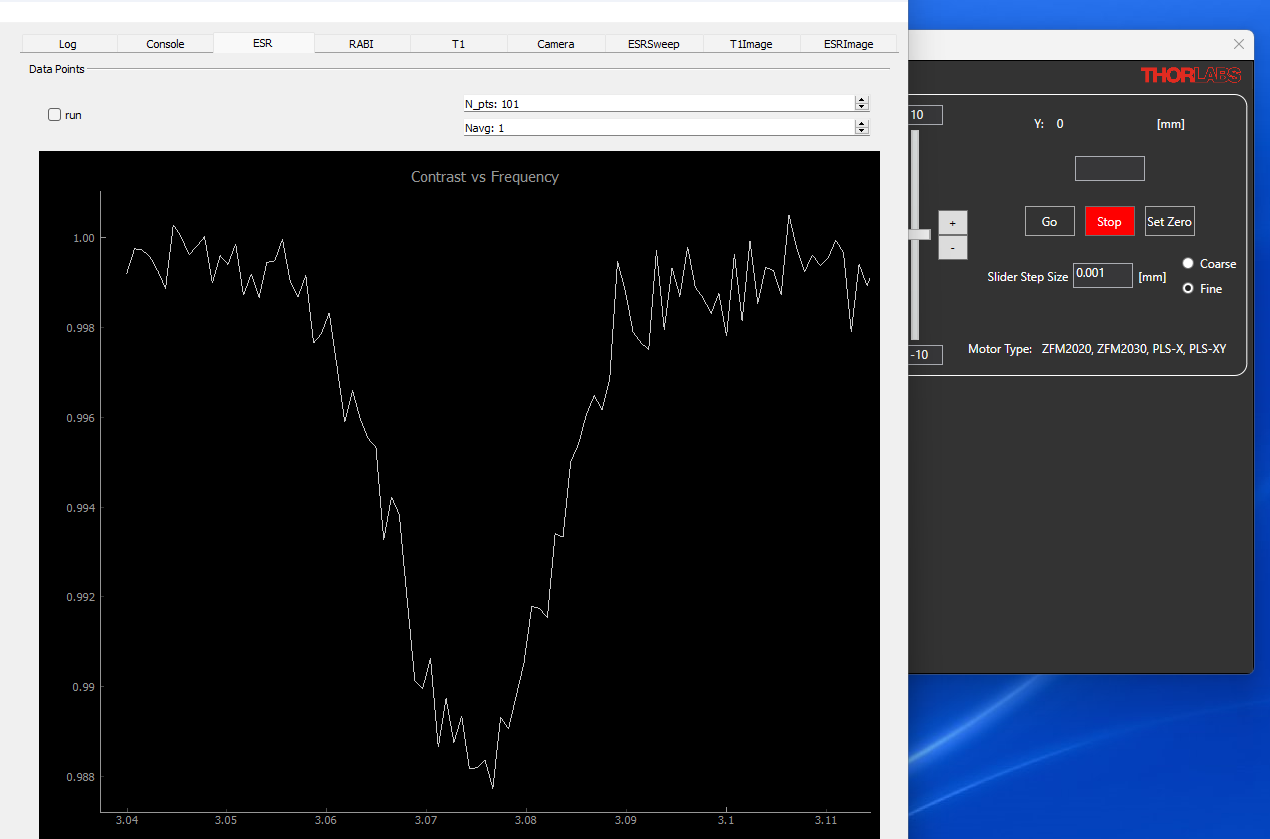 Log Console ESR RABI T1 Camera ESRSweep T1Image ESRImage
Data Points
run
N_pts: 101
Navg: 1
Contrast vs Frequency
1.00
0.998
0.996
0.994
0.992
0.99
0.988
3.04 3.05 3.06 3.07 3.08 3.09 3.1 3.11
THORLABS
10
Y: 0 [mm]
+
-
Go Stop Set Zero
Slider Step Size 0.001 [mm]
Coarse
Fine
-10
Motor Type: ZFM2020, ZFM2030, PLS-X, PLS-XY